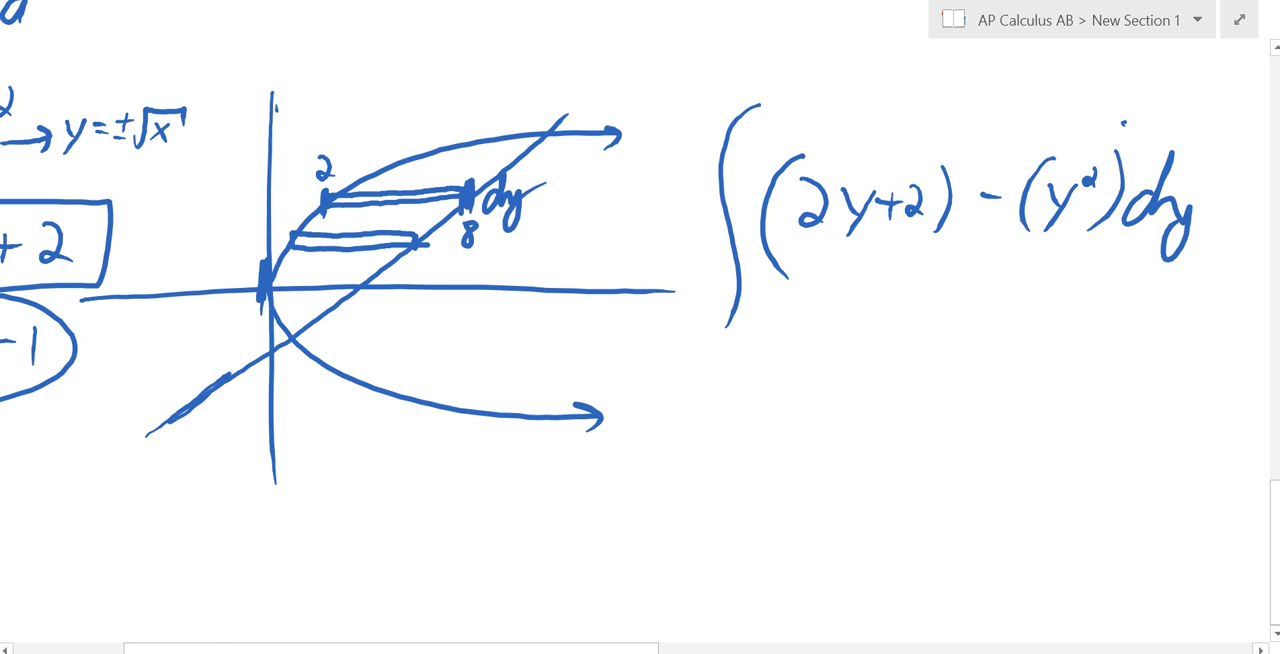 AP Calculus AB > New Section 1
→ y = ±√x
+ 2
- 1
2
dy
8
∫ (2y+2) - (y²) dy